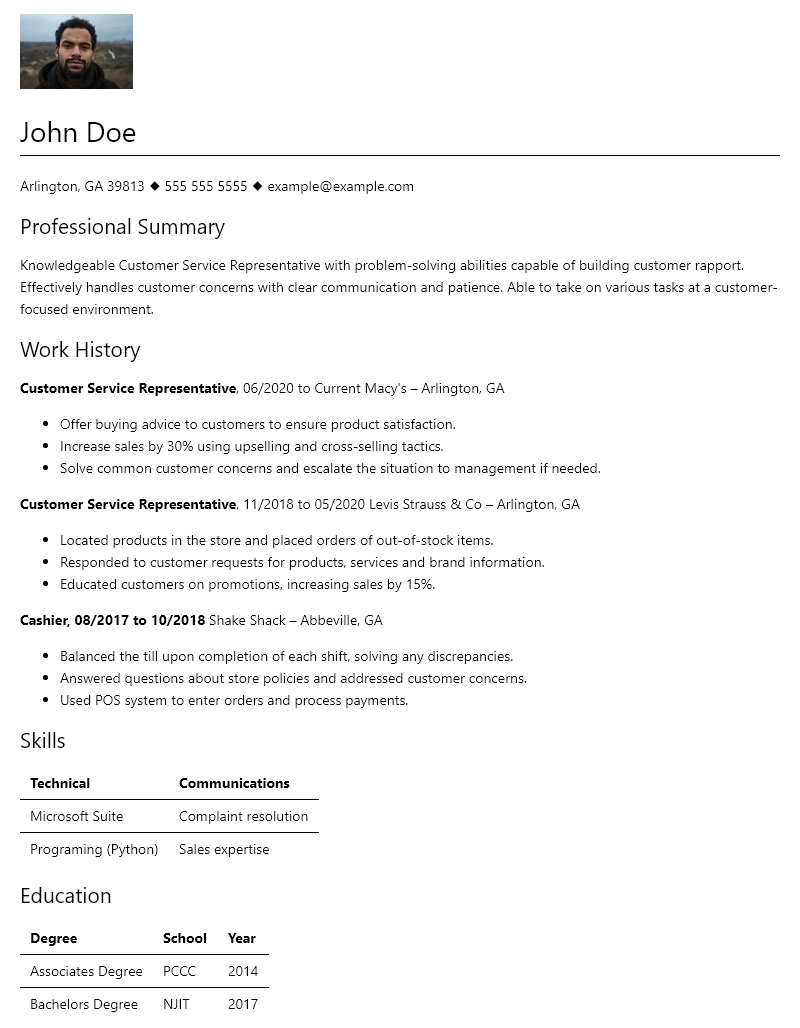 John Doe
Arlington, GA 39813 ◆ 555 555 5555 ◆ example@example.com
Professional Summary
Knowledgeable Customer Service Representative with problem-solving abilities capable of building customer rapport.
Effectively handles customer concerns with clear communication and patience. Able to take on various tasks at a customer-
focused environment.
Work History
Customer Service Representative, 06/2020 to Current Macy's – Arlington, GA
• Offer buying advice to customers to ensure product satisfaction.
• Increase sales by 30% using upselling and cross-selling tactics.
• Solve common customer concerns and escalate the situation to management if needed.
Customer Service Representative, 11/2018 to 05/2020 Levis Strauss & Co – Arlington, GA
• Located products in the store and placed orders of out-of-stock items.
• Responded to customer requests for products, services and brand information.
• Educated customers on promotions, increasing sales by 15%.
Cashier, 08/2017 to 10/2018 Shake Shack – Abbeville, GA
• Balanced the till upon completion of each shift, solving any discrepancies.
• Answered questions about store policies and addressed customer concerns.
• Used POS system to enter orders and process payments.
Skills
Technical Communications
Microsoft Suite Complaint resolution
Programing (Python) Sales expertise
Education
Degree School Year
Associates Degree PCCC 2014
Bachelors Degree NJIT 2017